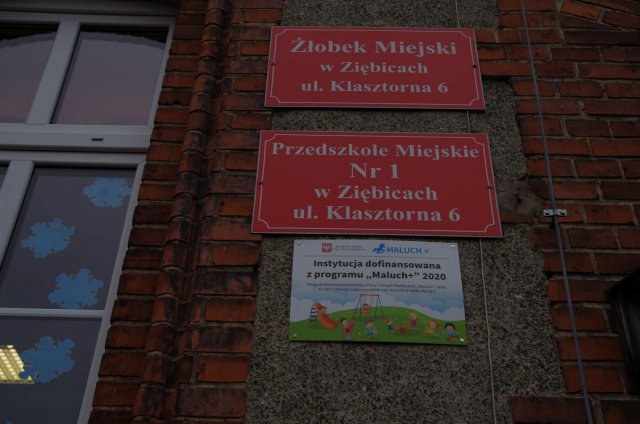 Żłobek Miejski
w Ziębicach
ul. Klasztorna 6
Przedszkole Miejskie
Nr 1
w Ziębicach
ul. Klasztorna 6
MALUCH +
Instytucja dofinansowana
z programu „Maluch+” 2020